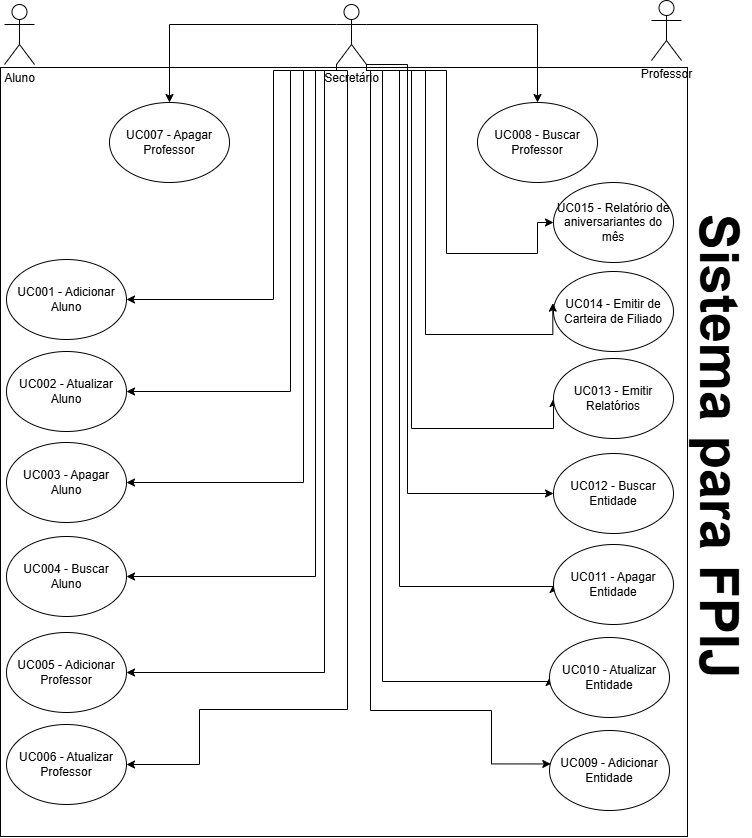 Aluno
Secretário
Professor
UC007 - Apagar
Professor
UC008 - Buscar
Professor
UC015 - Relatório de
aniversariantes do
mês
UC001 - Adicionar
Aluno
UC014 - Emitir de
Carteira de Filiado
UC002 - Atualizar
Aluno
UC013 - Emitir
Relatórios
UC003 - Apagar
Aluno
UC012 - Buscar
Entidade
UC004 - Buscar
Aluno
UC011 - Apagar
Entidade
UC005 - Adicionar
Professor
UC010 - Atualizar
Entidade
UC006 - Atualizar
Professor
UC009 - Adicionar
Entidade
Sistema para FPIJ